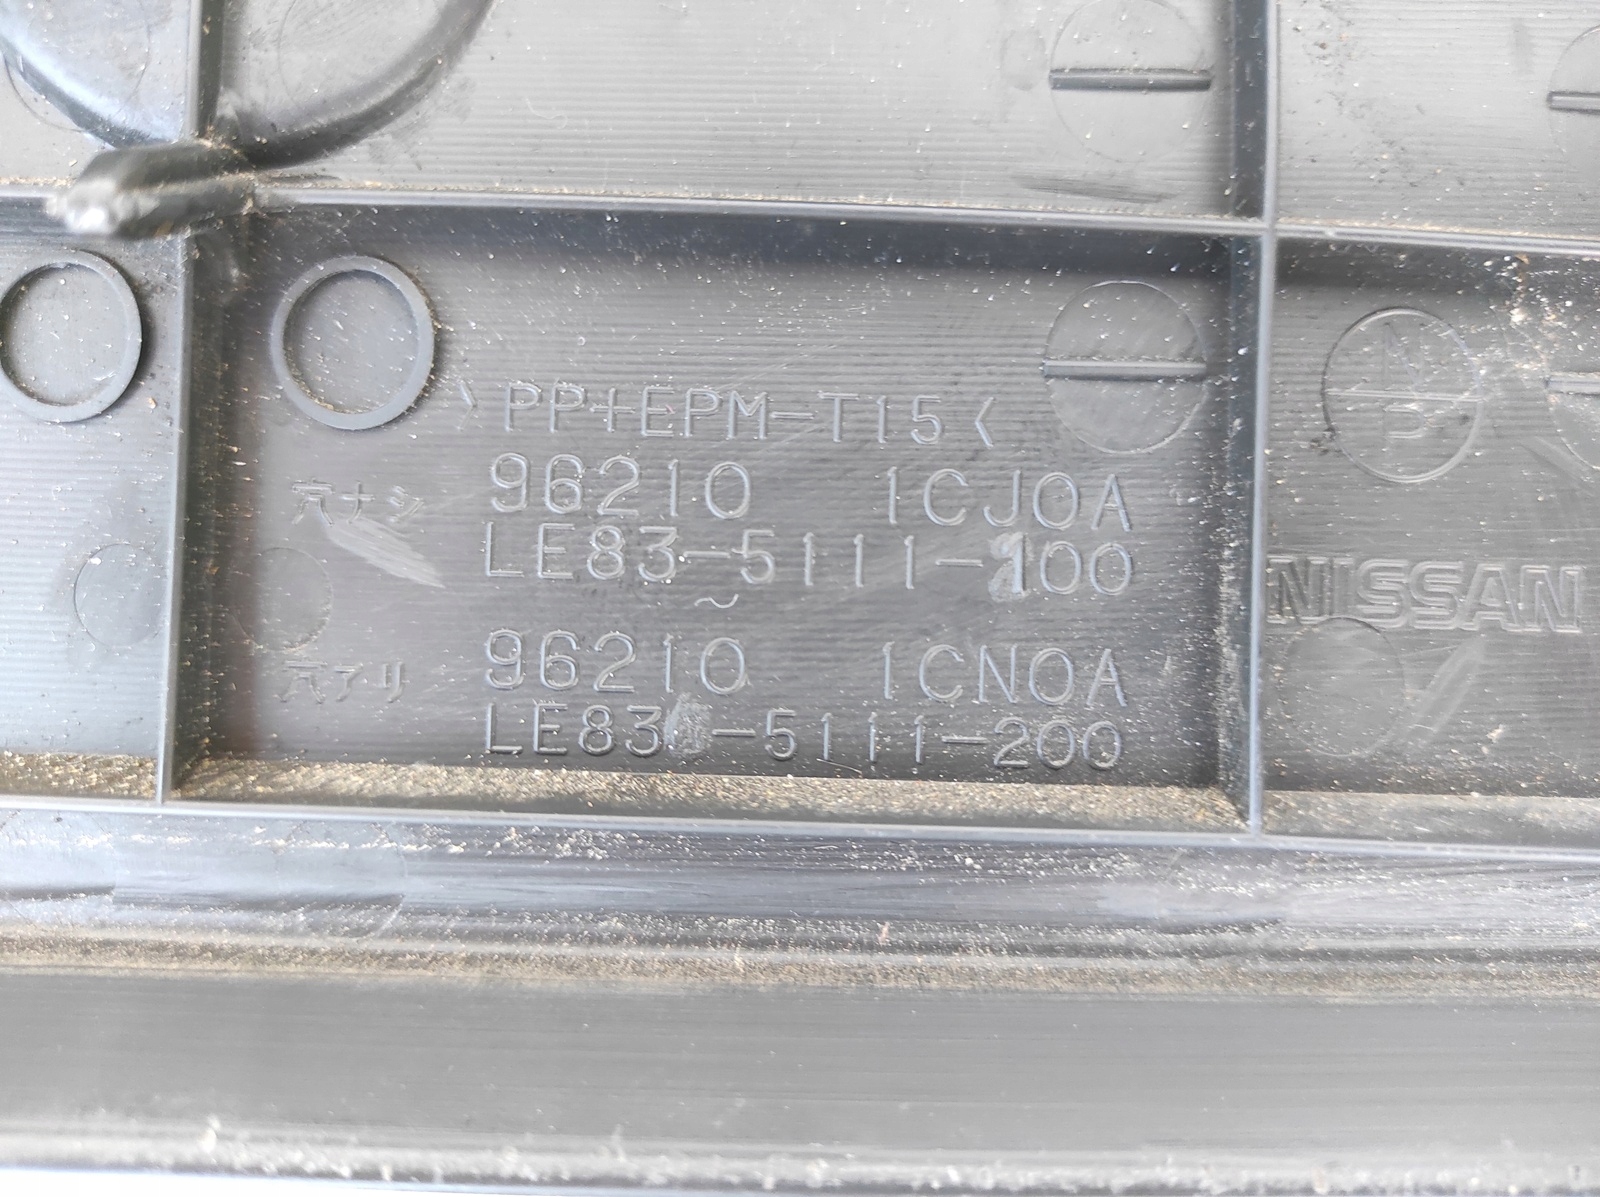 >PP+EPM-T15<
穴ナシ 96210 1CJ0A
LE83-5111-100
~
穴アリ 96210 1CN0A
LE83 -5111-200
N
P
NISSAN